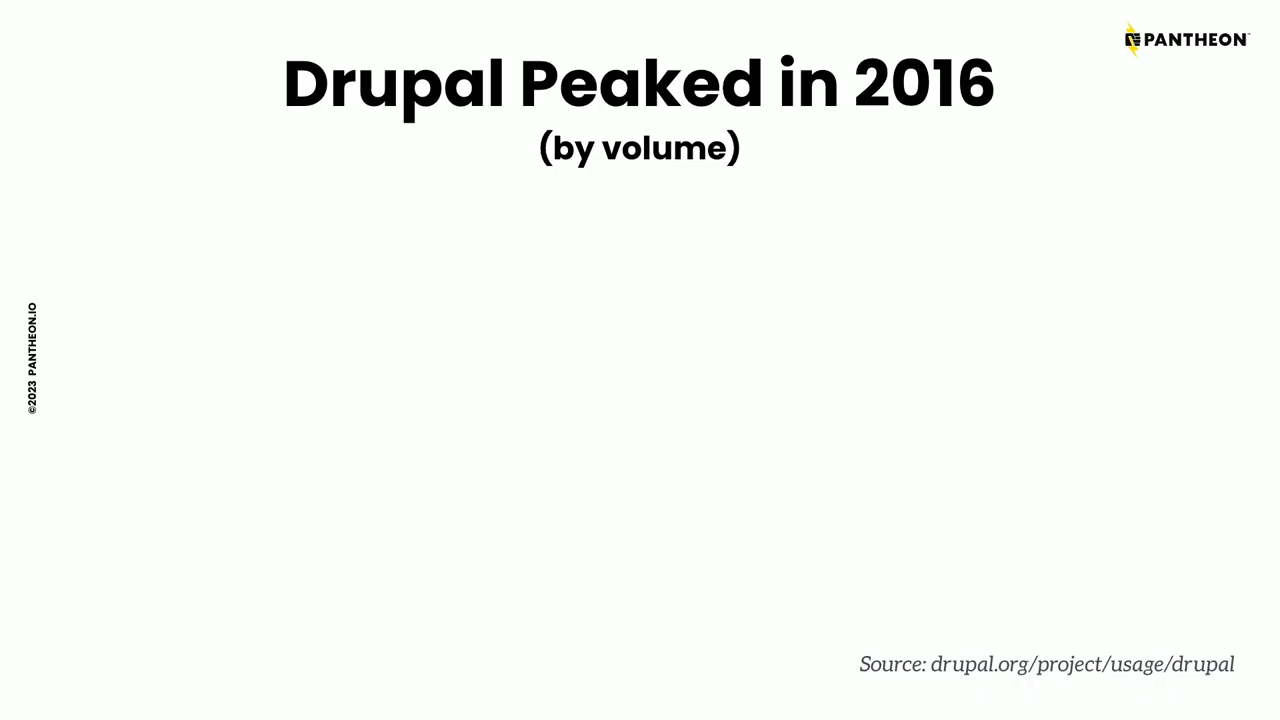 PANTHEON
Drupal Peaked in 2016
(by volume)
©2023 PANTHEON.IO
Source: drupal.org/project/usage/drupal